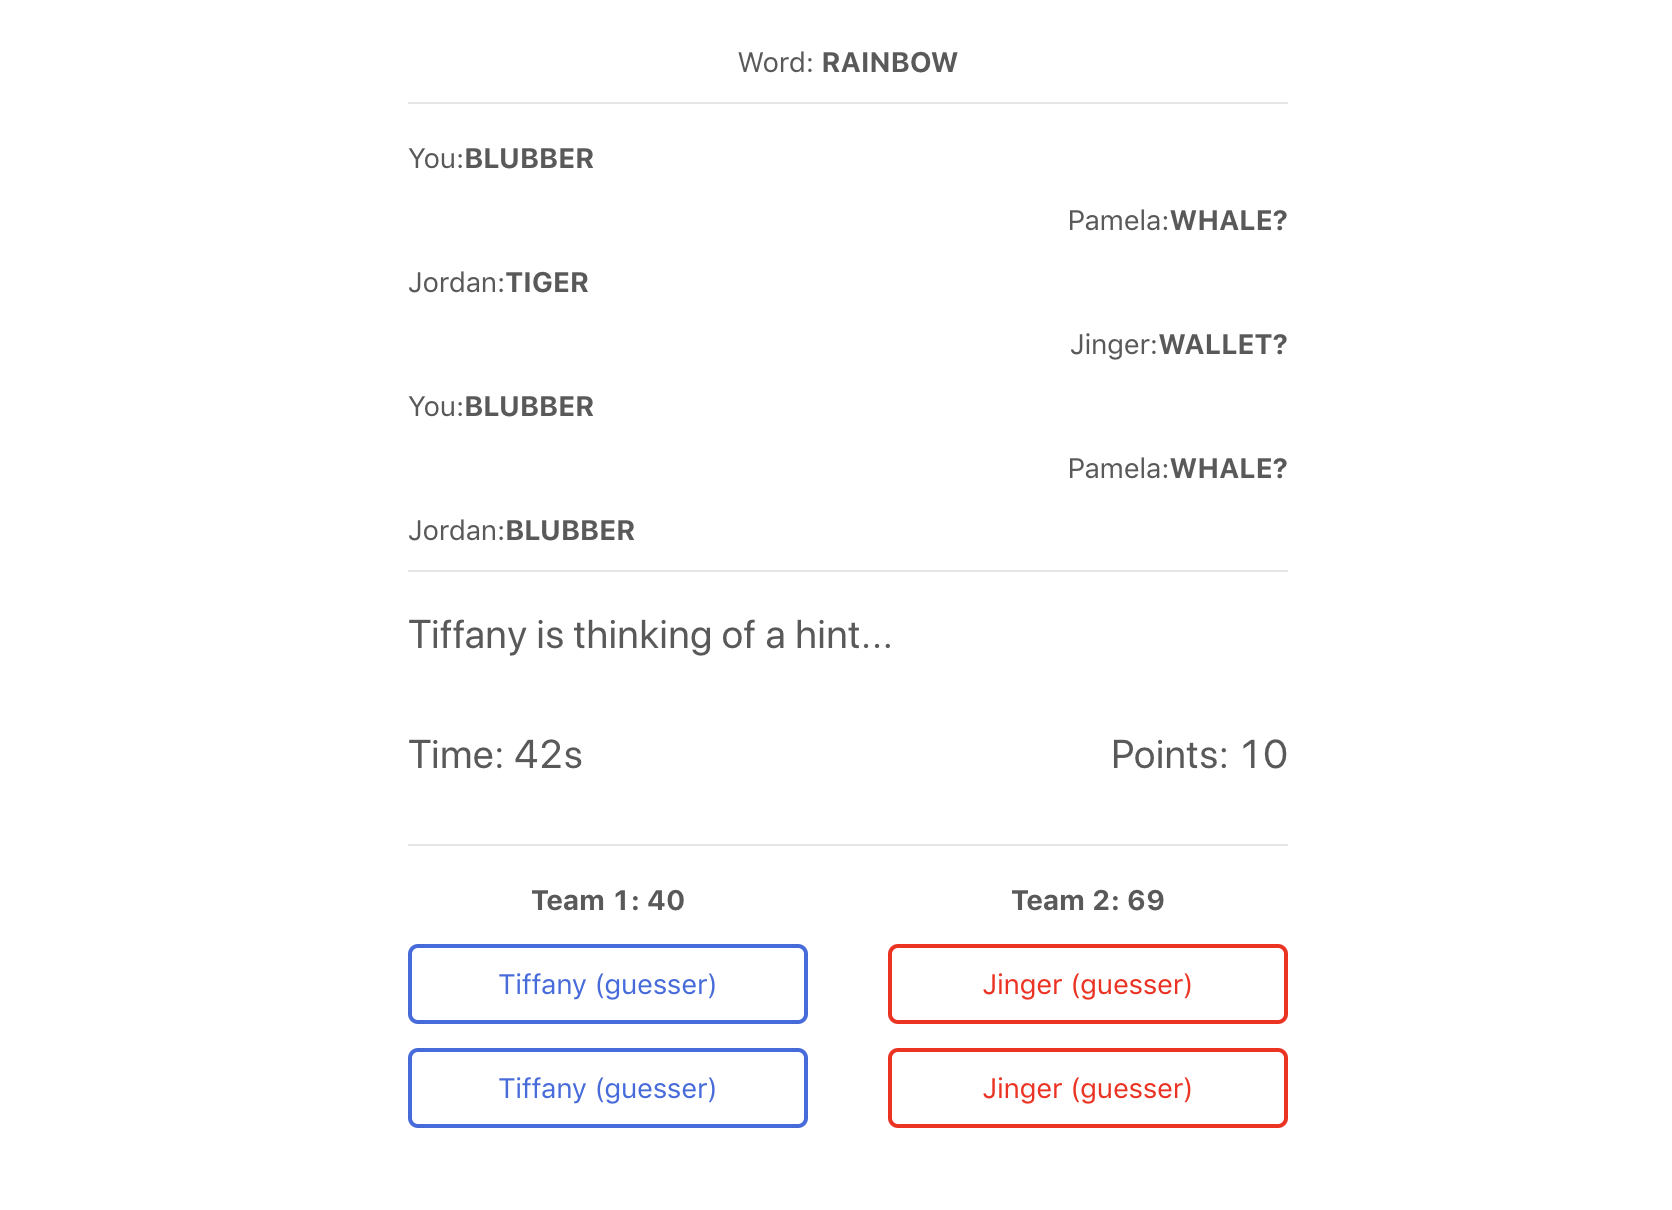 Word: RAINBOW
You:BLUBBER
Pamela:WHALE?
Jordan:TIGER
Jinger:WALLET?
You:BLUBBER
Pamela:WHALE?
Jordan:BLUBBER
Tiffany is thinking of a hint...
Time: 42s
Points: 10
Team 1: 40
Team 2: 69
Tiffany (guesser)
Jinger (guesser)
Tiffany (guesser)
Jinger (guesser)